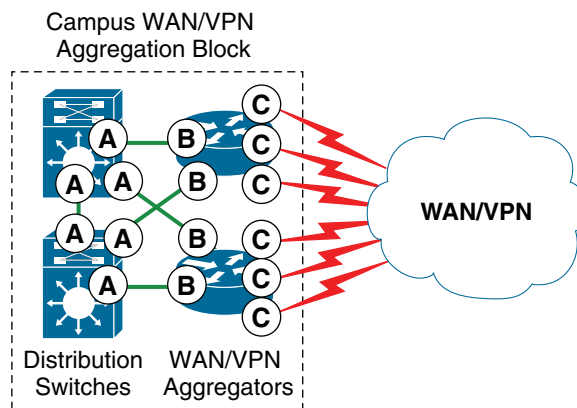 Campus WAN/VPN
Aggregation Block
C
A
B
C
A
A
B
C
WAN/VPN
A
A
B
C
C
A
B
C
Distribution
Switches
WAN/VPN
Aggregators